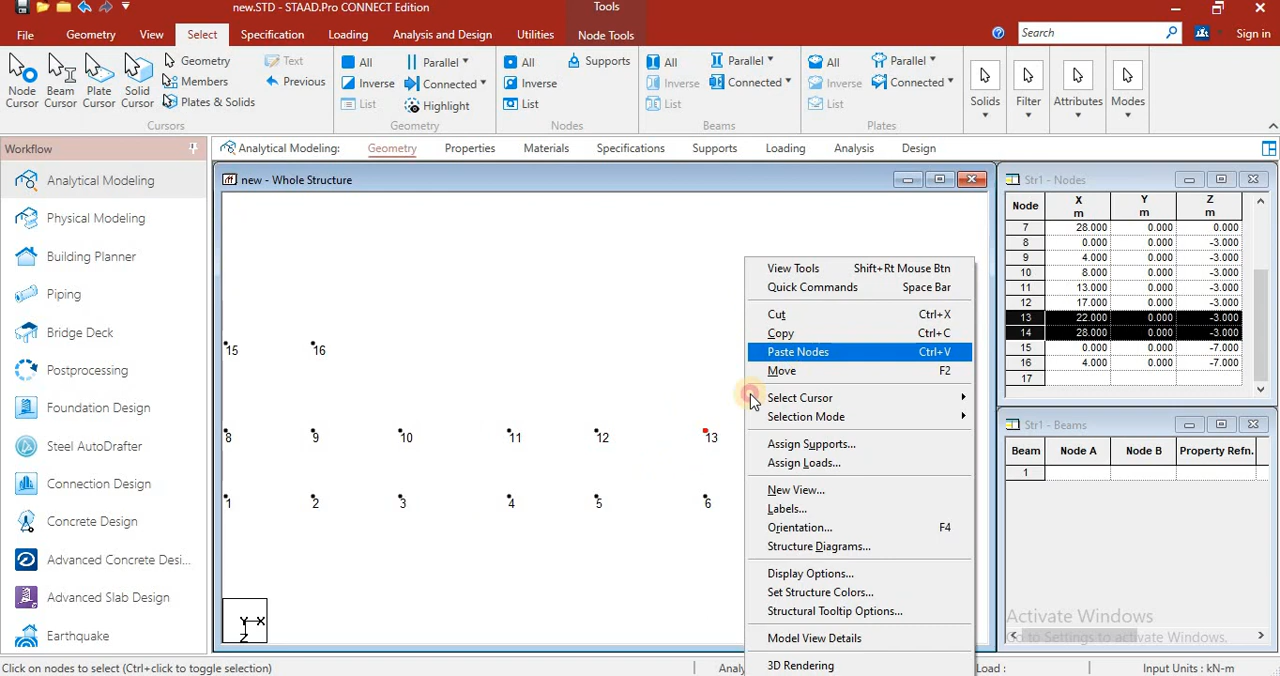 new.STD - STAAD.Pro CONNECT Edition
Tools
File Geometry View Select Specification Loading Analysis and Design Utilities Node Tools Search Sign in
Node Cursor
Beam Cursor
Plate Cursor
Solid Cursor
Geometry
Members
Plates & Solids
Text
Previous
Cursors
All
Inverse
List
Parallel
Connected
Highlight
Geometry
All
Inverse
List
Supports
Nodes
All
Inverse
List
Parallel
Connected
Beams
All
Inverse
List
Parallel
Connected
Plates
Solids
Filter
Attributes
Modes
Workflow
Analytical Modeling: Geometry Properties Materials Specifications Supports Loading Analysis Design
Analytical Modeling
Physical Modeling
Building Planner
Piping
Bridge Deck
Postprocessing
Foundation Design
Steel AutoDrafter
Connection Design
Concrete Design
Advanced Concrete Desi...
Advanced Slab Design
Earthquake
new - Whole Structure
15 16
8 9 10 11 12 13
1 2 3 4 5 6
Y X
Z
View Tools Shift+Rt Mouse Btn
Quick Commands Space Bar
Cut Ctrl+X
Copy Ctrl+C
Paste Nodes Ctrl+V
Move F2
Select Cursor
Selection Mode
Assign Supports...
Assign Loads...
New View...
Labels...
Orientation... F4
Structure Diagrams...
Display Options...
Set Structure Colors...
Structural Tooltip Options...
Model View Details
3D Rendering
Str1 - Nodes
Node X m Y m Z m
7 28.000 0.000 0.000
8 0.000 0.000 -3.000
9 4.000 0.000 -3.000
10 8.000 0.000 -3.000
11 13.000 0.000 -3.000
12 17.000 0.000 -3.000
13 22.000 0.000 -3.000
14 28.000 0.000 -3.000
15 0.000 0.000 -7.000
16 4.000 0.000 -7.000
17
Str1 - Beams
Beam Node A Node B Property Refn.
1
Activate Windows
Go to Settings to activate Windows.
Click on nodes to select (Ctrl+click to toggle selection)
Analy
Load :
Input Units : kN-m